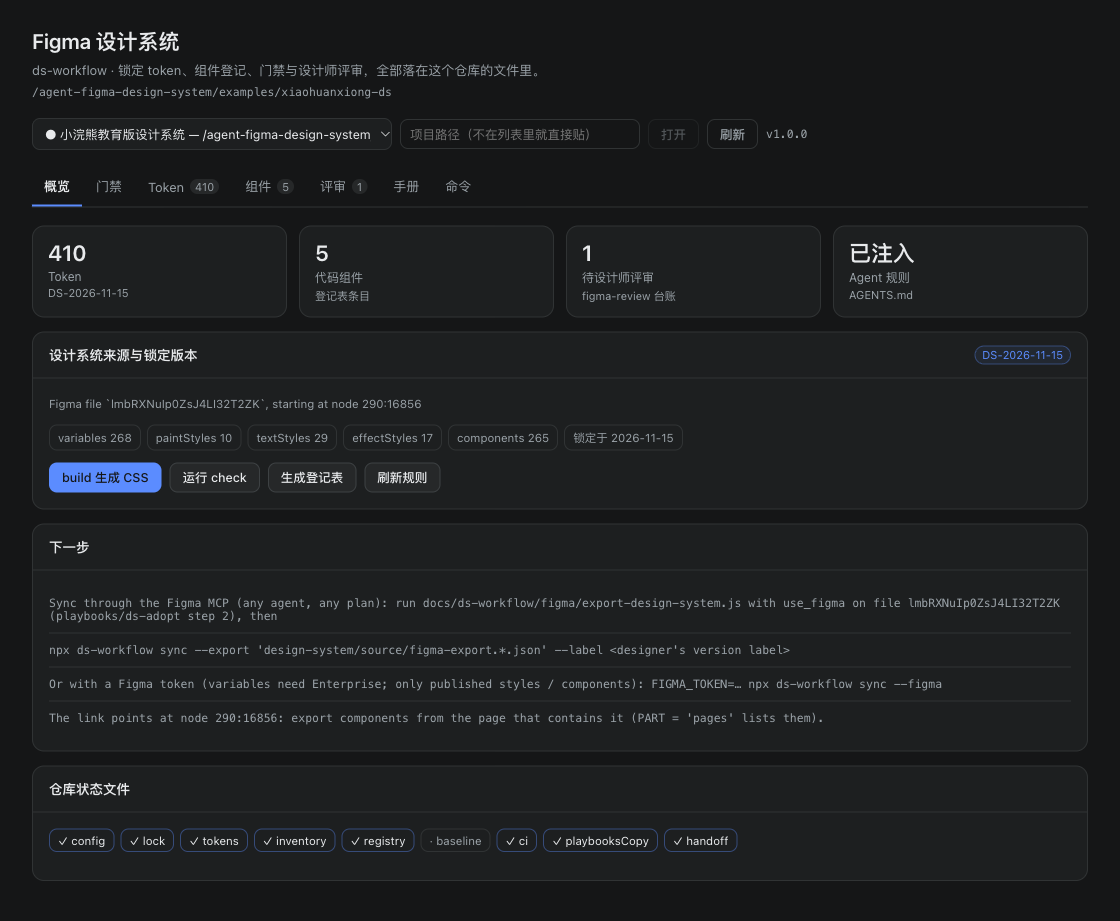 Figma 设计系统
ds-workflow · 锁定 token、组件登记、门禁与设计师评审，全部落在这个仓库的文件里。
/agent-figma-design-system/examples/xiaohuanxiong-ds
● 小浣熊教育版设计系统 — /agent-figma-design-system 项目路径（不在列表里就直接贴） 打开 刷新 v1.0.0
概览 门禁 Token 410 组件 5 评审 1 手册 命令
410
Token
DS-2026-11-15
5
代码组件
登记表条目
1
待设计师评审
figma-review 台账
已注入
Agent 规则
AGENTS.md
设计系统来源与锁定版本 DS-2026-11-15
Figma file `lmbRXNuIp0ZsJ4LI32T2ZK`, starting at node 290:16856
variables 268 paintStyles 10 textStyles 29 effectStyles 17 components 265 锁定于 2026-11-15
build 生成 CSS 运行 check 生成登记表 刷新规则
下一步
Sync through the Figma MCP (any agent, any plan): run docs/ds-workflow/figma/export-design-system.js with use_figma on file lmbRXNuIp0ZsJ4LI32T2ZK
(playbooks/ds-adopt step 2), then
npx ds-workflow sync --export 'design-system/source/figma-export.*.json' --label <designer's version label>
Or with a Figma token (variables need Enterprise; only published styles / components): FIGMA_TOKEN=… npx ds-workflow sync --figma
The link points at node 290:16856: export components from the page that contains it (PART = 'pages' lists them).
仓库状态文件
✓ config ✓ lock ✓ tokens ✓ inventory ✓ registry · baseline ✓ ci ✓ playbooksCopy ✓ handoff